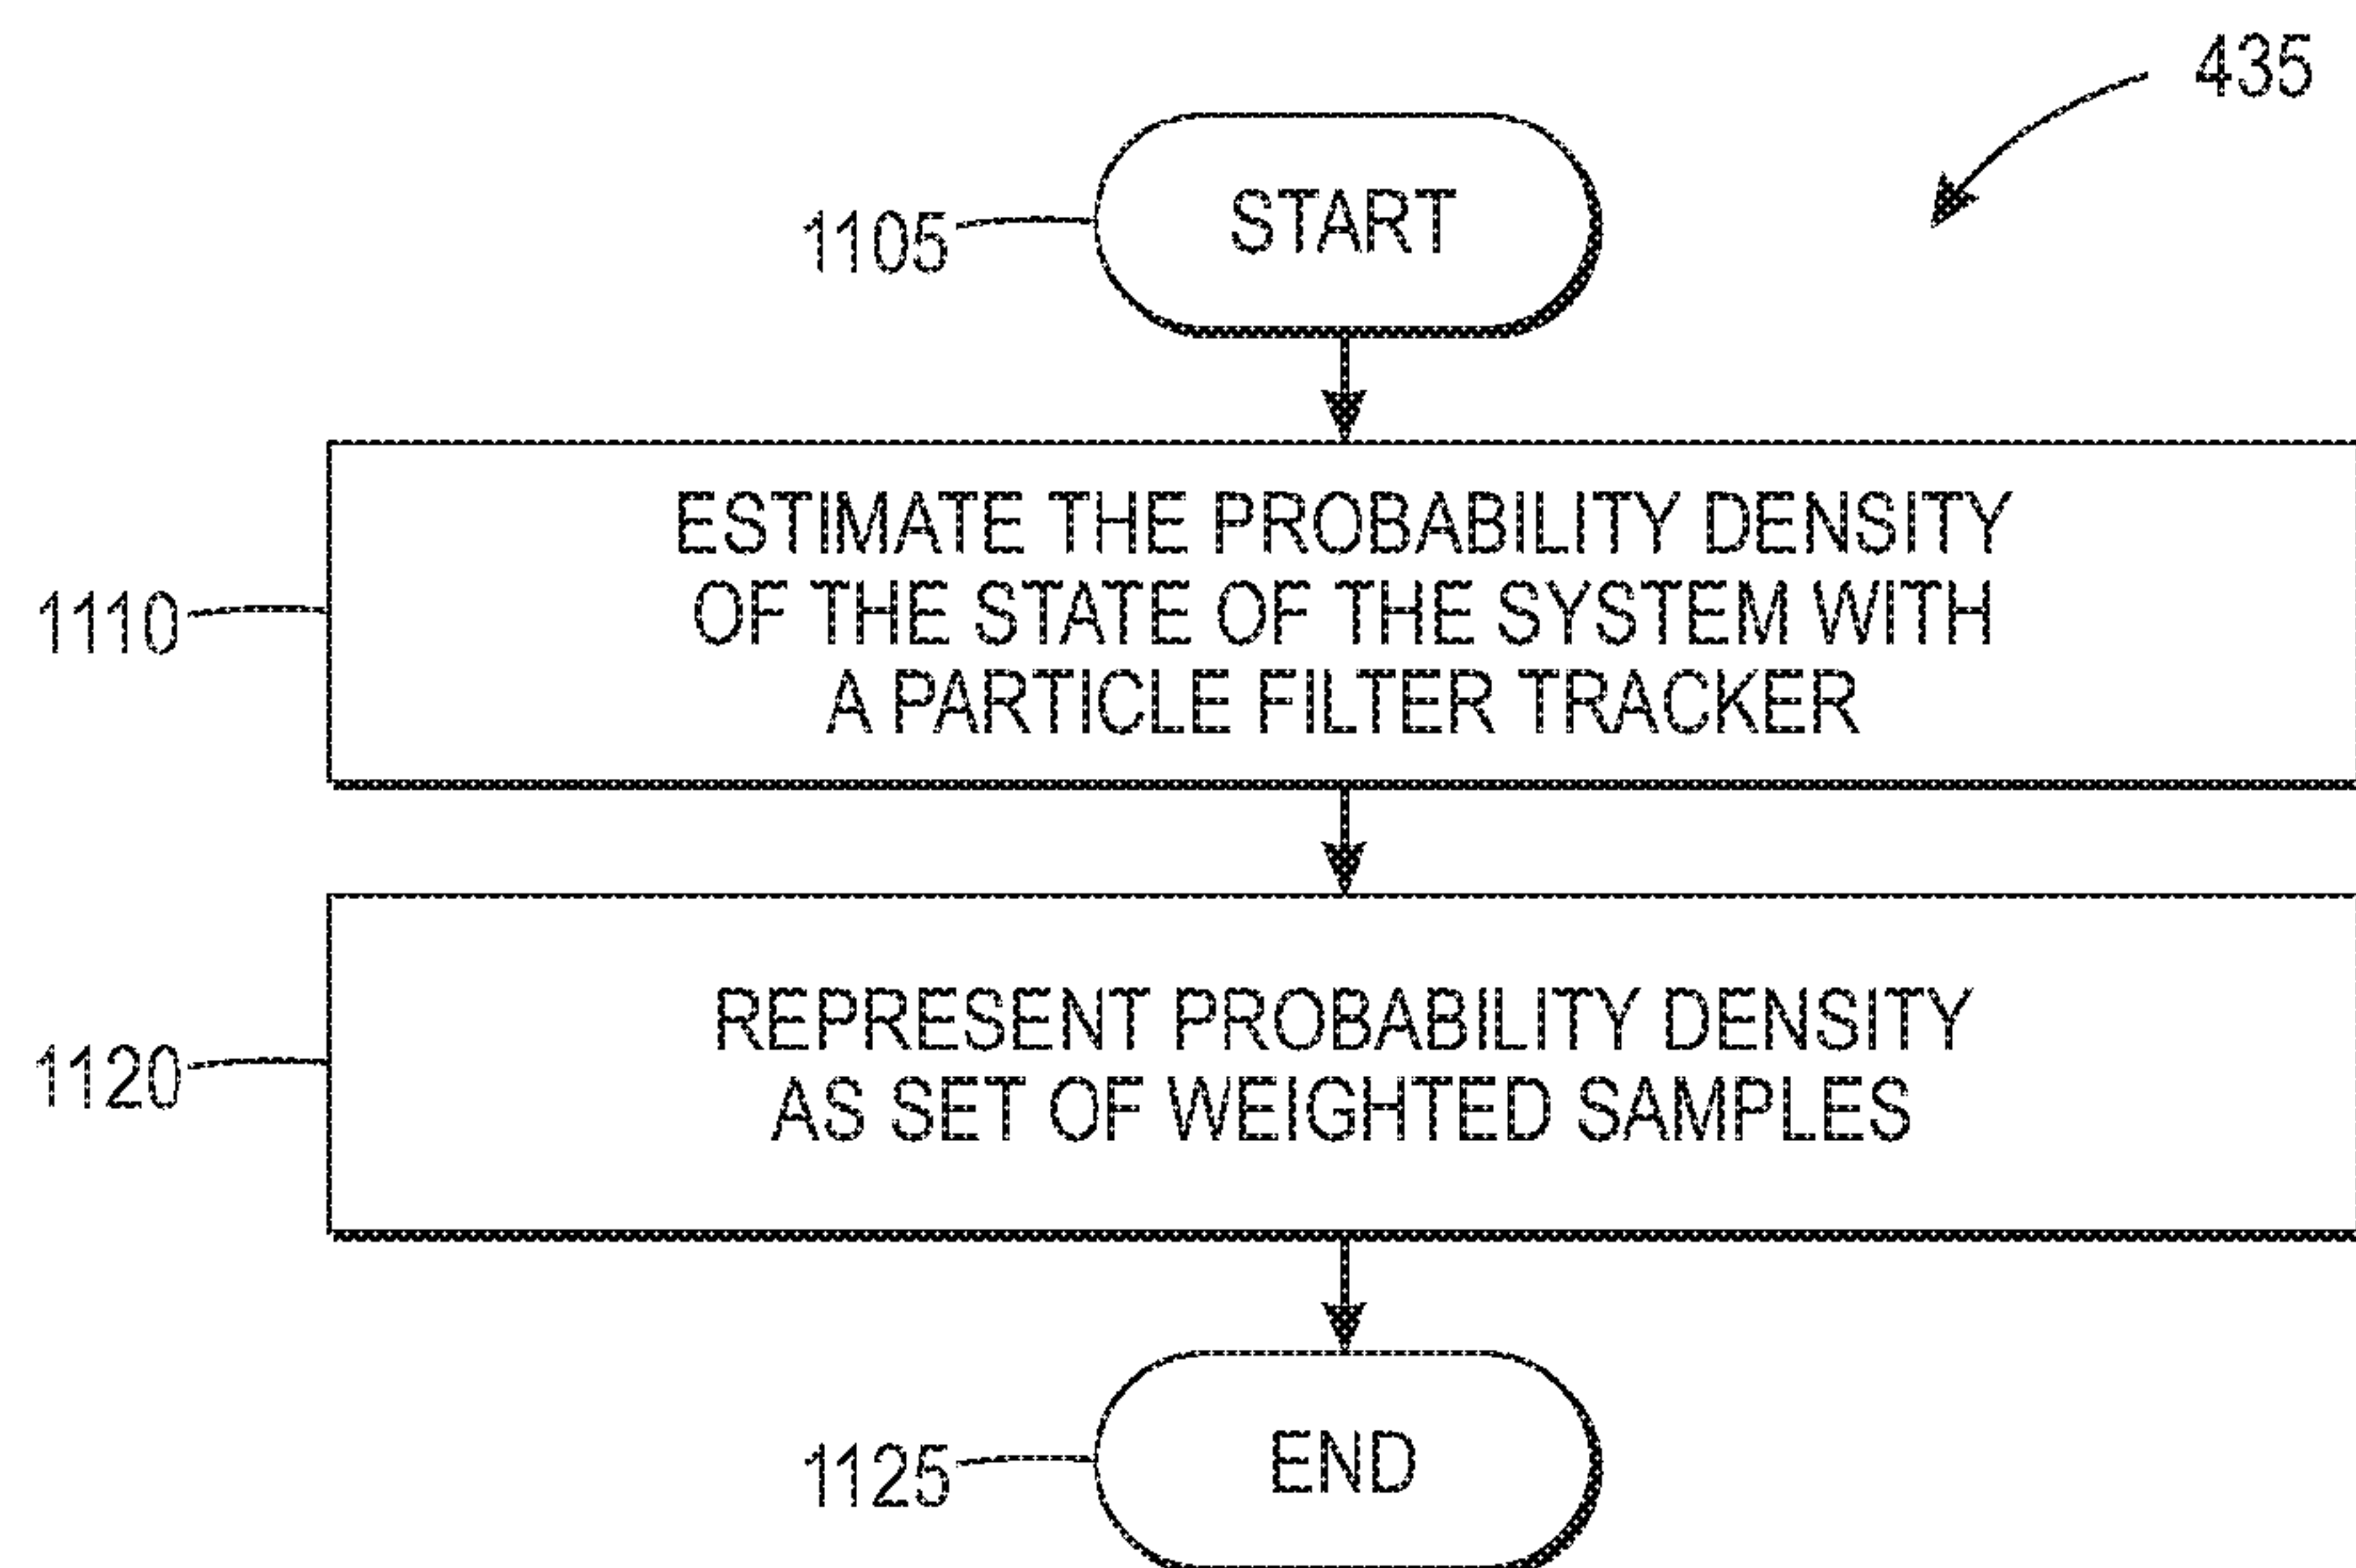 435
1105
START
1110
ESTIMATE THE PROBABILITY DENSITY
OF THE STATE OF THE SYSTEM WITH
A PARTICLE FILTER TRACKER
1120
REPRESENT PROBABILITY DENSITY
AS SET OF WEIGHTED SAMPLES
1125
END